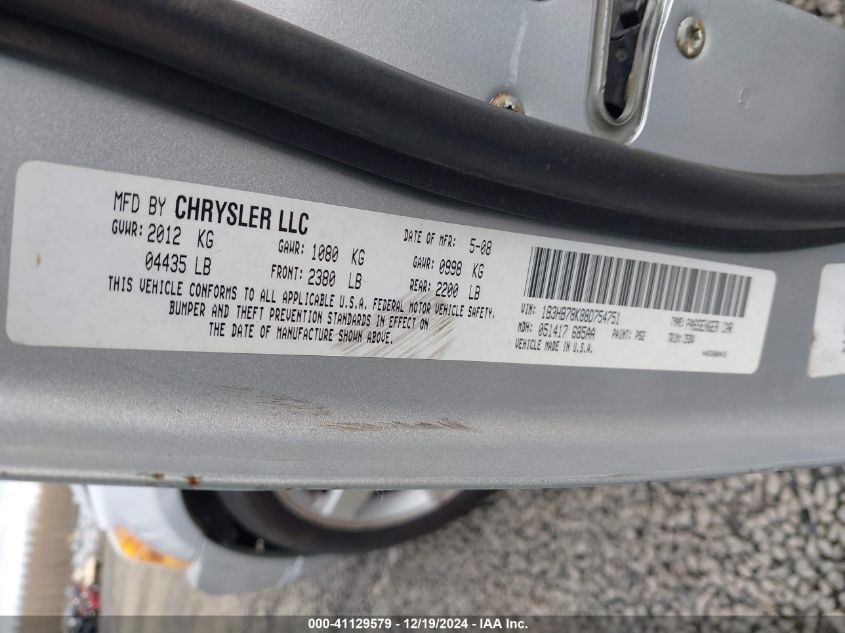 MFD BY CHRYSLER LLC
DATE OF MFR: 5-08
GVWR: 2012 KG
GAWR: 1080 KG
GAWR: 0998 KG
04435 LB
FRONT: 2380 LB
REAR: 2200 LB
THIS VEHICLE CONFORMS TO ALL APPLICABLE U.S.A. FEDERAL MOTOR VEHICLE SAFETY,
BUMPER AND THEFT PREVENTION STANDARDS IN EFFECT ON
THE DATE OF MANUFACTURE SHOWN ABOVE.
VIN: 1B3HB78K88D754751
TYPE: PASSENGER CAR
MDH: 051417 685AA
PAINT: PSE
TRIM:
VEHICLE MADE IN U.S.A.
000-41129579 - 12/19/2024 - IAA Inc.